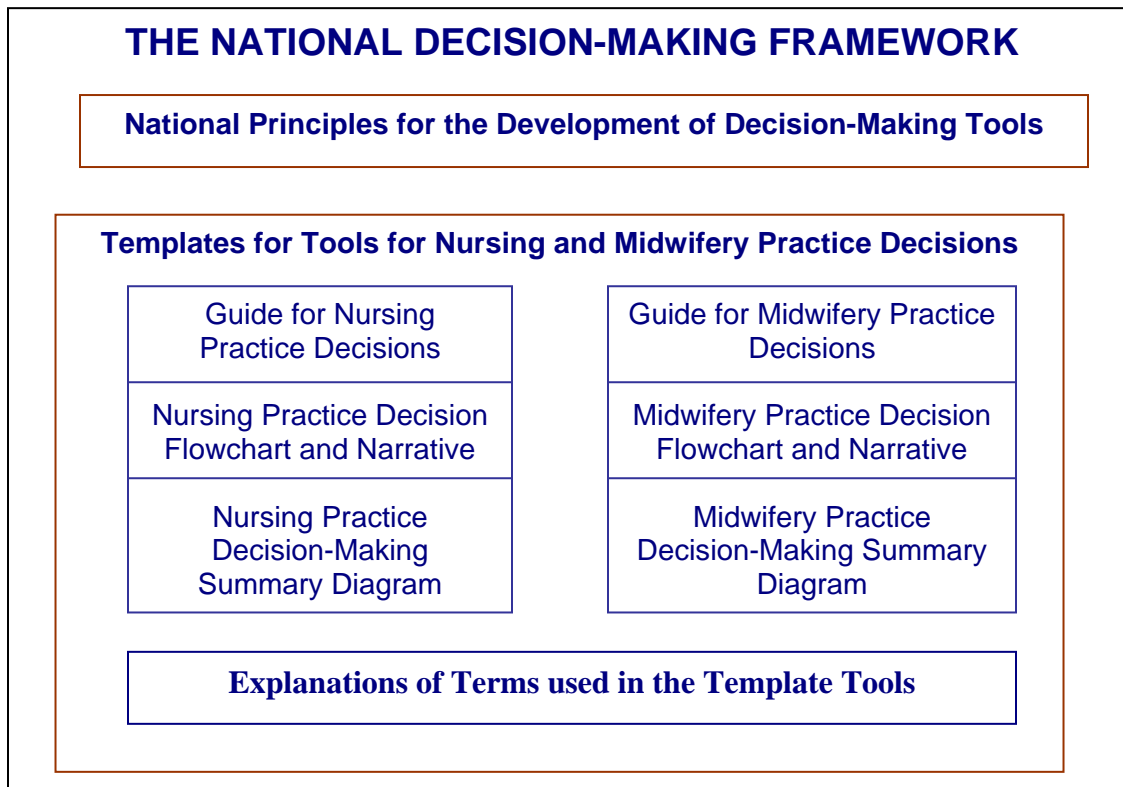 THE NATIONAL DECISION-MAKING FRAMEWORK
National Principles for the Development of Decision-Making Tools
Templates for Tools for Nursing and Midwifery Practice Decisions
Guide for Nursing
Practice Decisions
Nursing Practice Decision
Flowchart and Narrative
Nursing Practice
Decision-Making
Summary Diagram
Guide for Midwifery Practice
Decisions
Midwifery Practice Decision
Flowchart and Narrative
Midwifery Practice
Decision-Making Summary
Diagram
Explanations of Terms used in the Template Tools